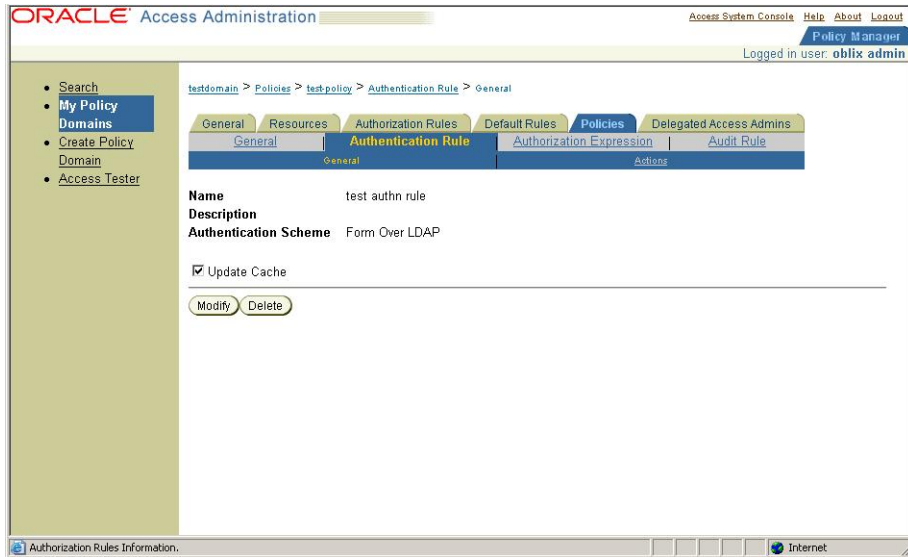 ORACLE Access Administration
Access System Console Help About Logout
Policy Manager
Logged in user: oblix admin
Search
My Policy
Domains
Create Policy
Domain
Access Tester
testdomain > Policies > test-policy > Authentication Rule > General
General Resources Authorization Rules Default Rules Policies Delegated Access Admins
General Authentication Rule Authorization Expression Audit Rule
General Actions
Name test authn rule
Description
Authentication Scheme Form Over LDAP
Update Cache
Modify Delete
Authorization Rules Information.
Internet